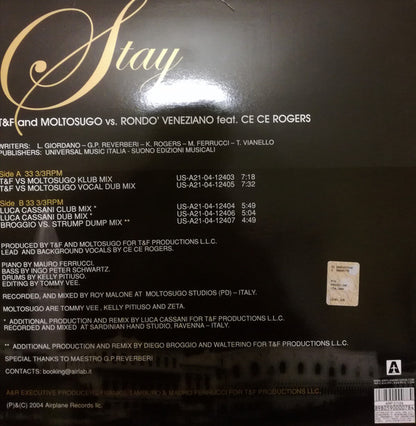 Stay
T&F and MOLTOSUGO vs. RONDO' VENEZIANO feat. CE CE ROGERS
WRITERS: L. GIORDANO – G.P. REVERBERI – K. ROGERS – M. FERRUCCI – T. VIANELLO
PUBLISHERS: UNIVERSAL MUSIC ITALIA - SUONO EDIZIONI MUSICALI
Side A 33 3/3RPM
T&F VS MOLTOSUGO KLUB MIX US-A21-04-12403 7:18
T&F VS MOLTOSUGO VOCAL DUB MIX US-A21-04-12405 7:32
Side B 33 3/3RPM
LUCA CASSANI CLUB MIX * US-A21-04-12404 5:49
LUCA CASSANI DUB MIX * US-A21-04-12406 5:04
BROGGIO VS. STRUMP DUMP MIX ** US-A21-04-12407 4:49
PRODUCED BY T&F AND MOLTOSUGO FOR T&F PRODUCTIONS L.L.C.
LEAD AND BACKGROUND VOCALS BY CE CE ROGERS.
PIANO BY MAURO FERRUCCI.
BASS BY INGO PETER SCHWARTZ.
DRUMS BY KELLY PITIUSO.
EDITING BY TOMMY VEE.
RECORDED, AND MIXED BY ROY MALONE AT MOLTOSUGO STUDIOS (PD) – ITALY.
MOLTOSUGO ARE TOMMY VEE , KELLY PITIUSO AND ZETA.
* ADDITIONAL PRODUCTION AND REMIX BY LUCA CASSANI FOR T&F PRODUCTIONS L.L.C.
RECORDED AND MIXED AT SARDINIAN HAND STUDIO, RAVENNA – ITALY.
** ADDITIONAL PRODUCTION AND REMIX BY DIEGO BROGGIO AND WALTERINO FOR T&F PRODUCTIONS L.L.C.
SPECIAL THANKS TO MAESTRO G.P.REVERBERI
CONTACTS: booking@airlab.it
A&R EXECUTIVE PRODUCERS: TAMBURO & MAURO FERRUCCI FOR T&F PRODUCTIONS LLC.
(P)&(C) 2004 Airplane Records llc.